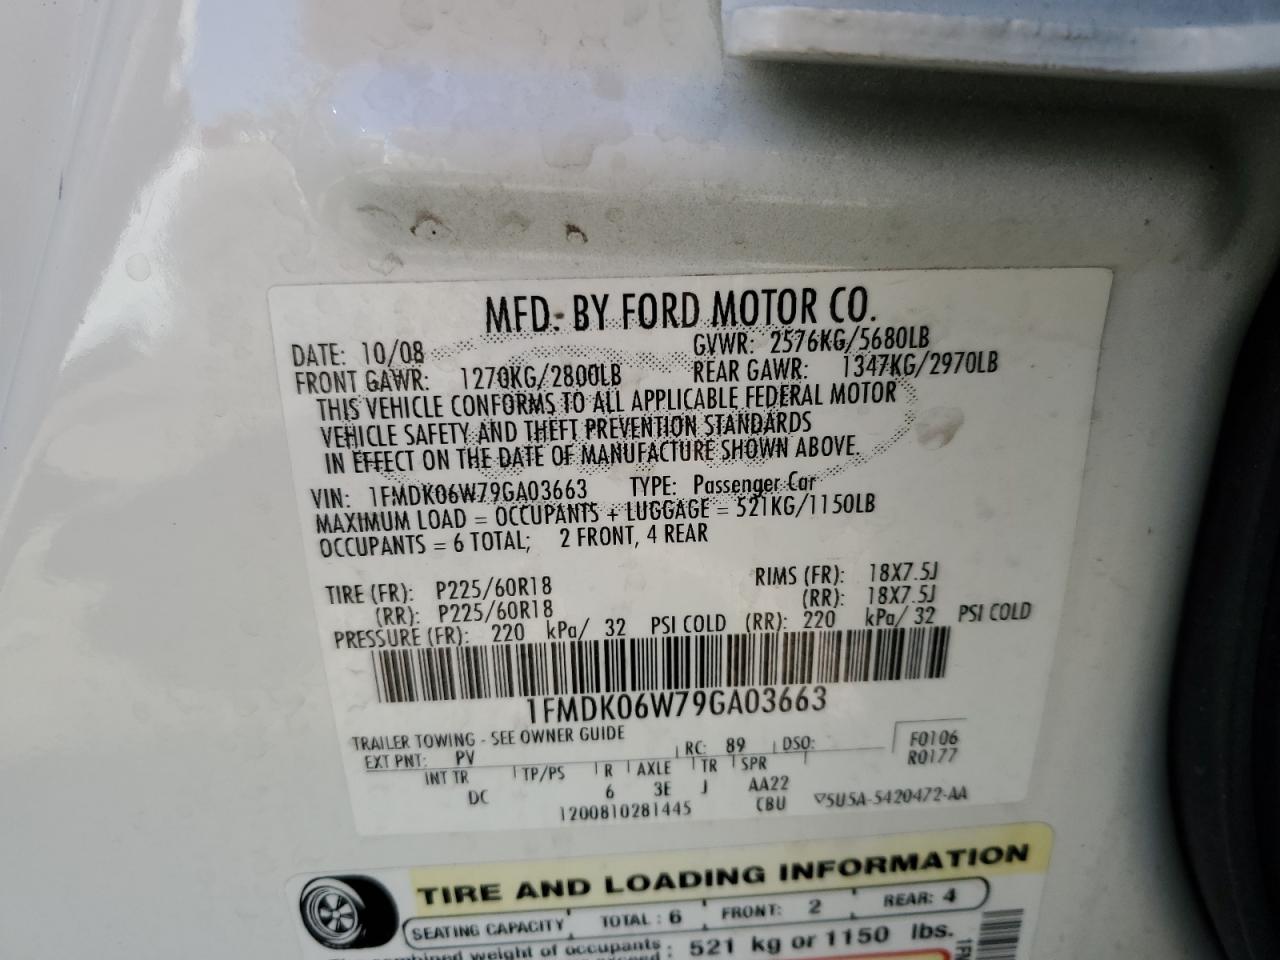 MFD. BY FORD MOTOR CO.
DATE: 10/08 GVWR: 2576KG/5680LB
FRONT GAWR: 1270KG/2800LB REAR GAWR: 1347KG/2970LB
THIS VEHICLE CONFORMS TO ALL APPLICABLE FEDERAL MOTOR
VEHICLE SAFETY AND THEFT PREVENTION STANDARDS
IN EFFECT ON THE DATE OF MANUFACTURE SHOWN ABOVE.
VIN: 1FMDK06W79GA03663 TYPE: Passenger Car
MAXIMUM LOAD = OCCUPANTS + LUGGAGE = 521KG/1150LB
OCCUPANTS = 6 TOTAL; 2 FRONT, 4 REAR
TIRE (FR): P225/60R18 RIMS (FR): 18X7.5J
(RR): P225/60R18 (RR): 18X7.5J
PRESSURE (FR): 220 kPa/ 32 PSI COLD (RR): 220 kPa/ 32 PSI COLD
1FMDK06W79GA03663
TRAILER TOWING - SEE OWNER GUIDE
EXT PNT: PV RC: 89 DSO: F0106
R0177
INT TR TP/PS R AXLE TR SPR
DC 6 3E J AA22
1200810281445 CBU ▽5U5A-5420472-AA
TIRE AND LOADING INFORMATION
SEATING CAPACITY TOTAL : 6 FRONT: 2 REAR: 4
combined weight of occupants 521 kg or 1150 lbs.